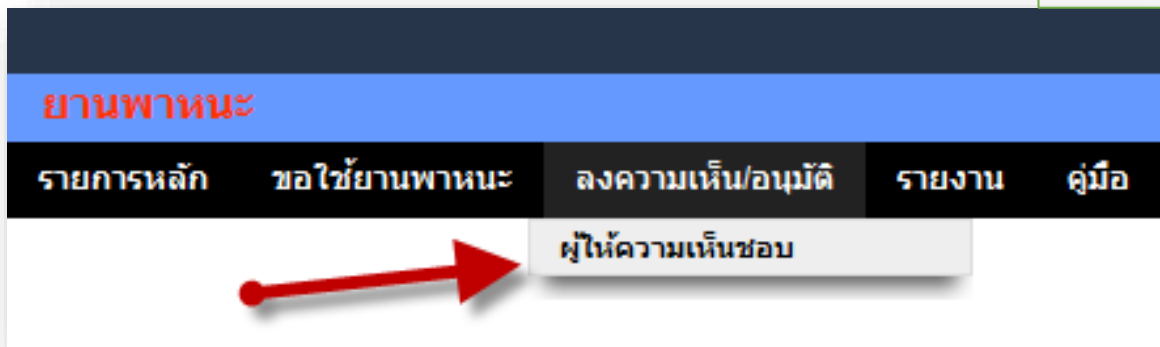 ยานพาหนะ
รายการหลัก ขอใช้ยานพาหนะ ลงความเห็น/อนุมัติ รายงาน คู่มือ
ผู้ให้ความเห็นชอบ